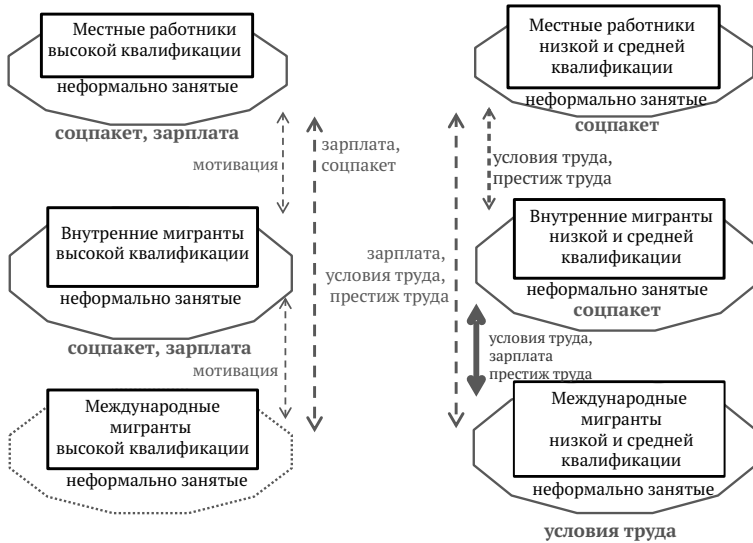 Местные работники
высокой квалификации
неформально занятые
соцпакет, зарплата
мотивация
Внутренние мигранты
высокой квалификации
неформально занятые
соцпакет, зарплата
мотивация
Международные
мигранты
высокой квалификации
неформально занятые
зарплата,
соцпакет
зарплата,
условия труда,
престиж труда
Местные работники
низкой и средней
квалификации
неформально занятые
соцпакет
условия труда,
престиж труда
Внутренние мигранты
низкой и средней
квалификации
неформально занятые
соцпакет
условия труда,
зарплата
престиж труда
Международные
мигранты
низкой и средней
квалификации
неформально занятые
условия труда